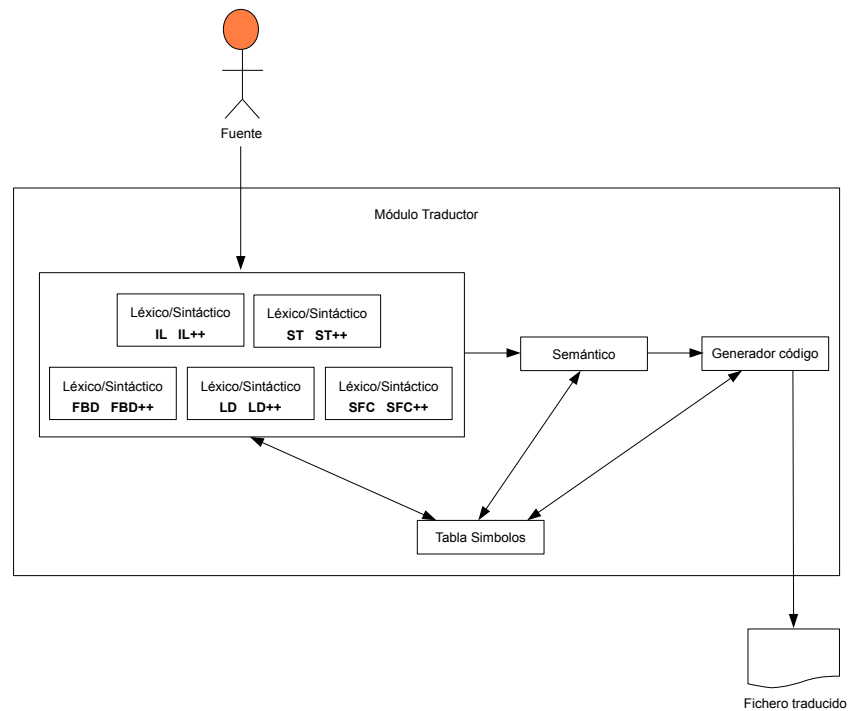 Fuente
Módulo Traductor
Léxico/Sintáctico
IL IL++
Léxico/Sintáctico
ST ST++
Léxico/Sintáctico
FBD FBD++
Léxico/Sintáctico
LD LD++
Léxico/Sintáctico
SFC SFC++
Semántico
Generador código
Tabla Simbolos
Fichero traducido